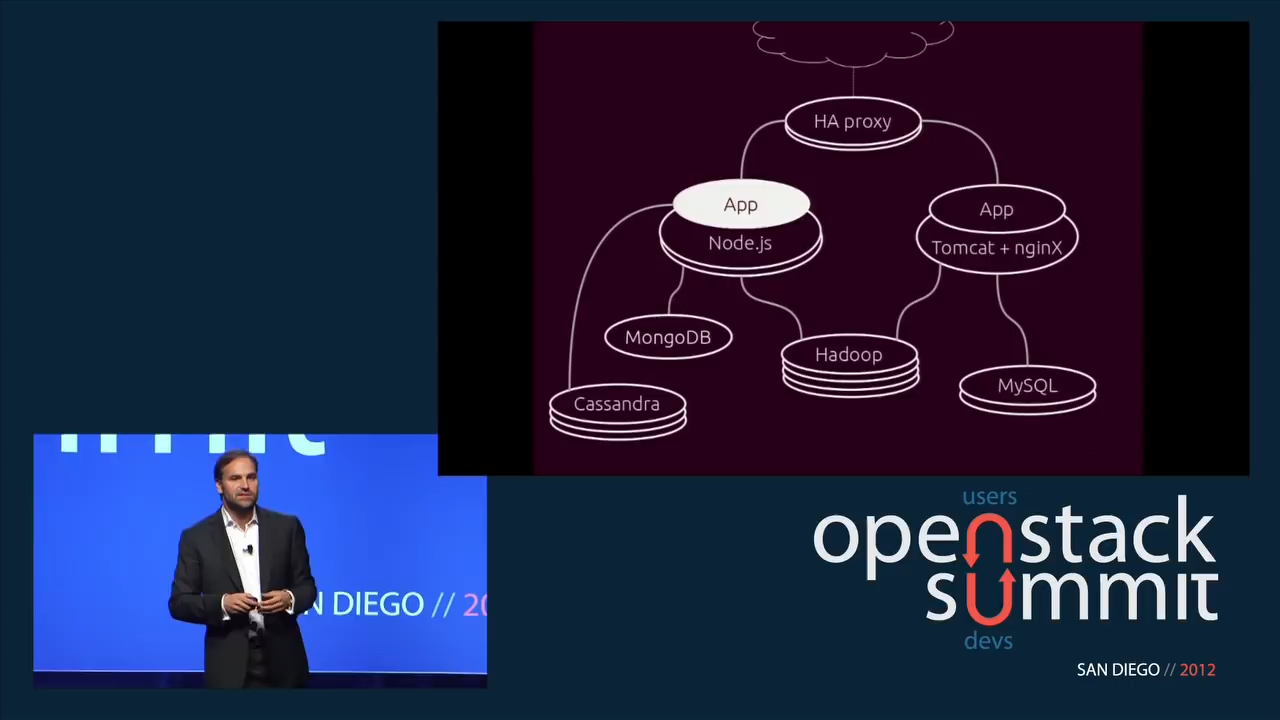 HA proxy
App
Node.js
App
Tomcat + nginX
MongoDB
Hadoop
Cassandra
MySQL
N DIEGO // 20
users
openstack
summit
devs
SAN DIEGO // 2012